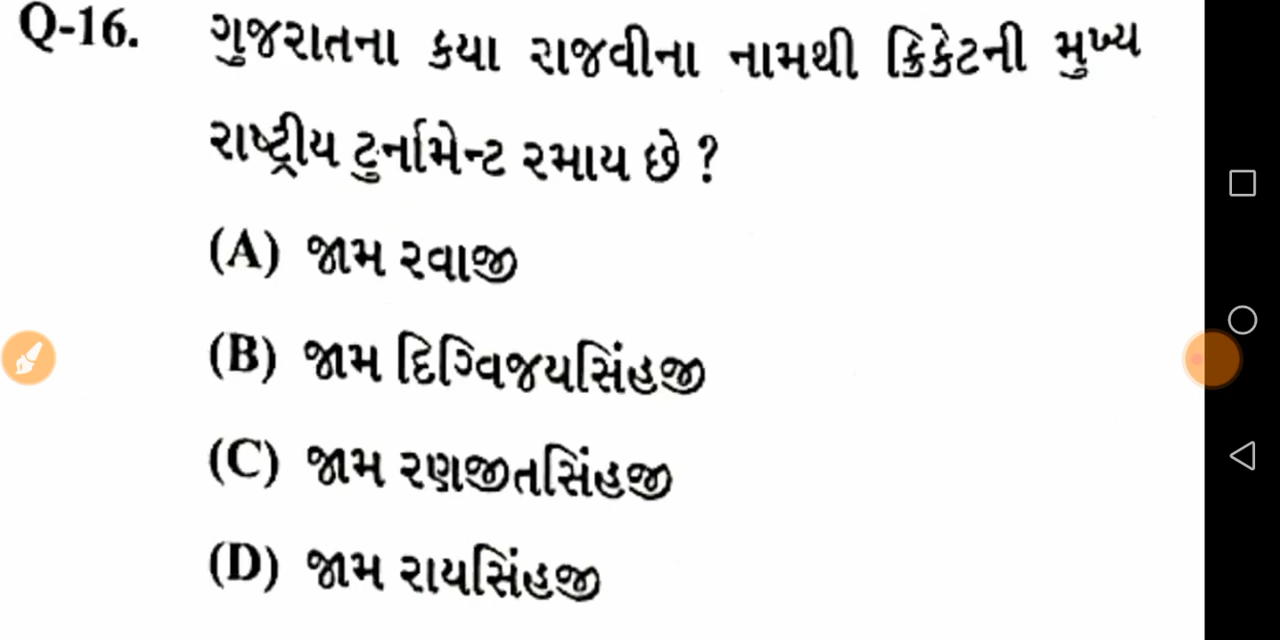 Q-16. ગુજરાતના કયા રાજવીના નામથી ક્રિકેટની મુખ્ય
રાષ્ટ્રીય ટુર્નામેન્ટ રમાય છે ?
(A) જામ રવાજી
(B) જામ દિગ્વિજયસિંહજી
(C) જામ રણજીતસિંહજી
(D) જામ રાયસિંહજી